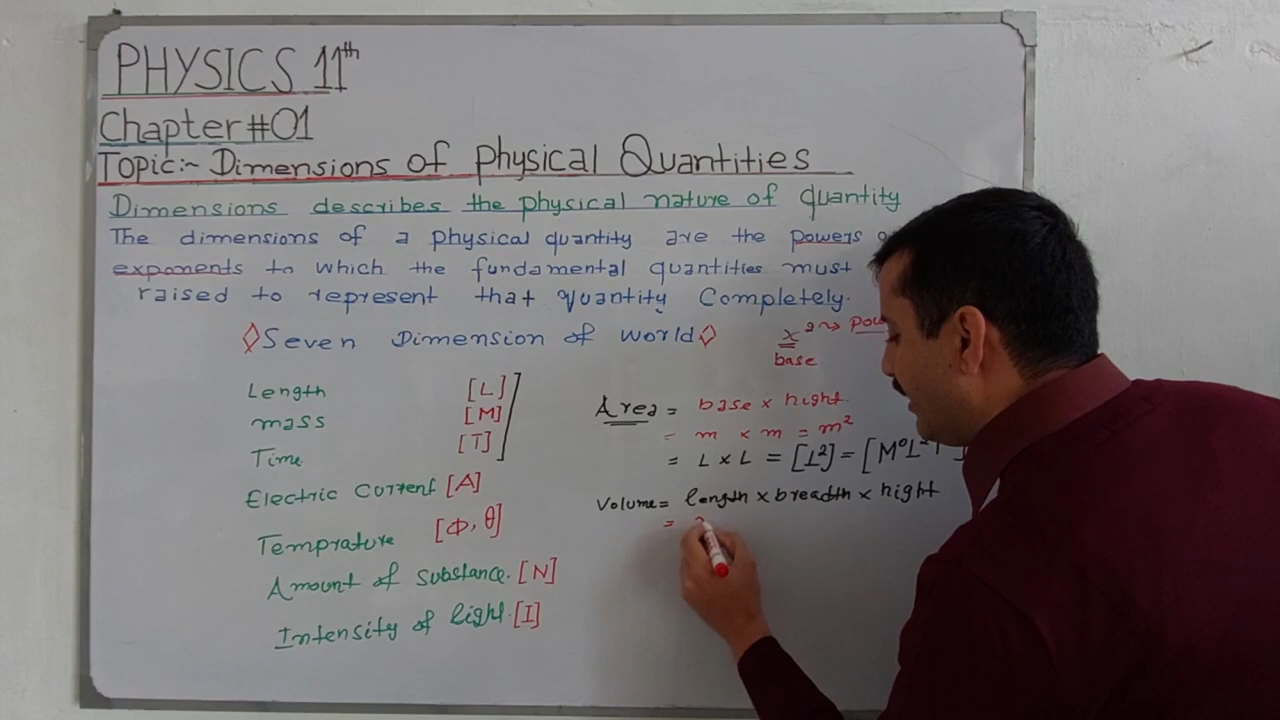 PHYSICS 11th
Chapter#01
Topic:~ Dimensions of Physical Quantities
Dimensions describes the physical nature of quantity
The dimensions of a physical quantity are the powers
exponents to which the fundamental quantities must
raised to represent that quantity Completely.
◊Seven Dimension of world◊
x² ⇝
base
Length [L]
mass [M]
Time [T]
Electric Current [A]
Temprature [Φ, θ]
Amount of substance. [N]
Intensity of light. [I]
Area = base × hight.
= m × m = m²
= L × L = [L²] = [M⁰L²
Volume = length × breadth × hight
=